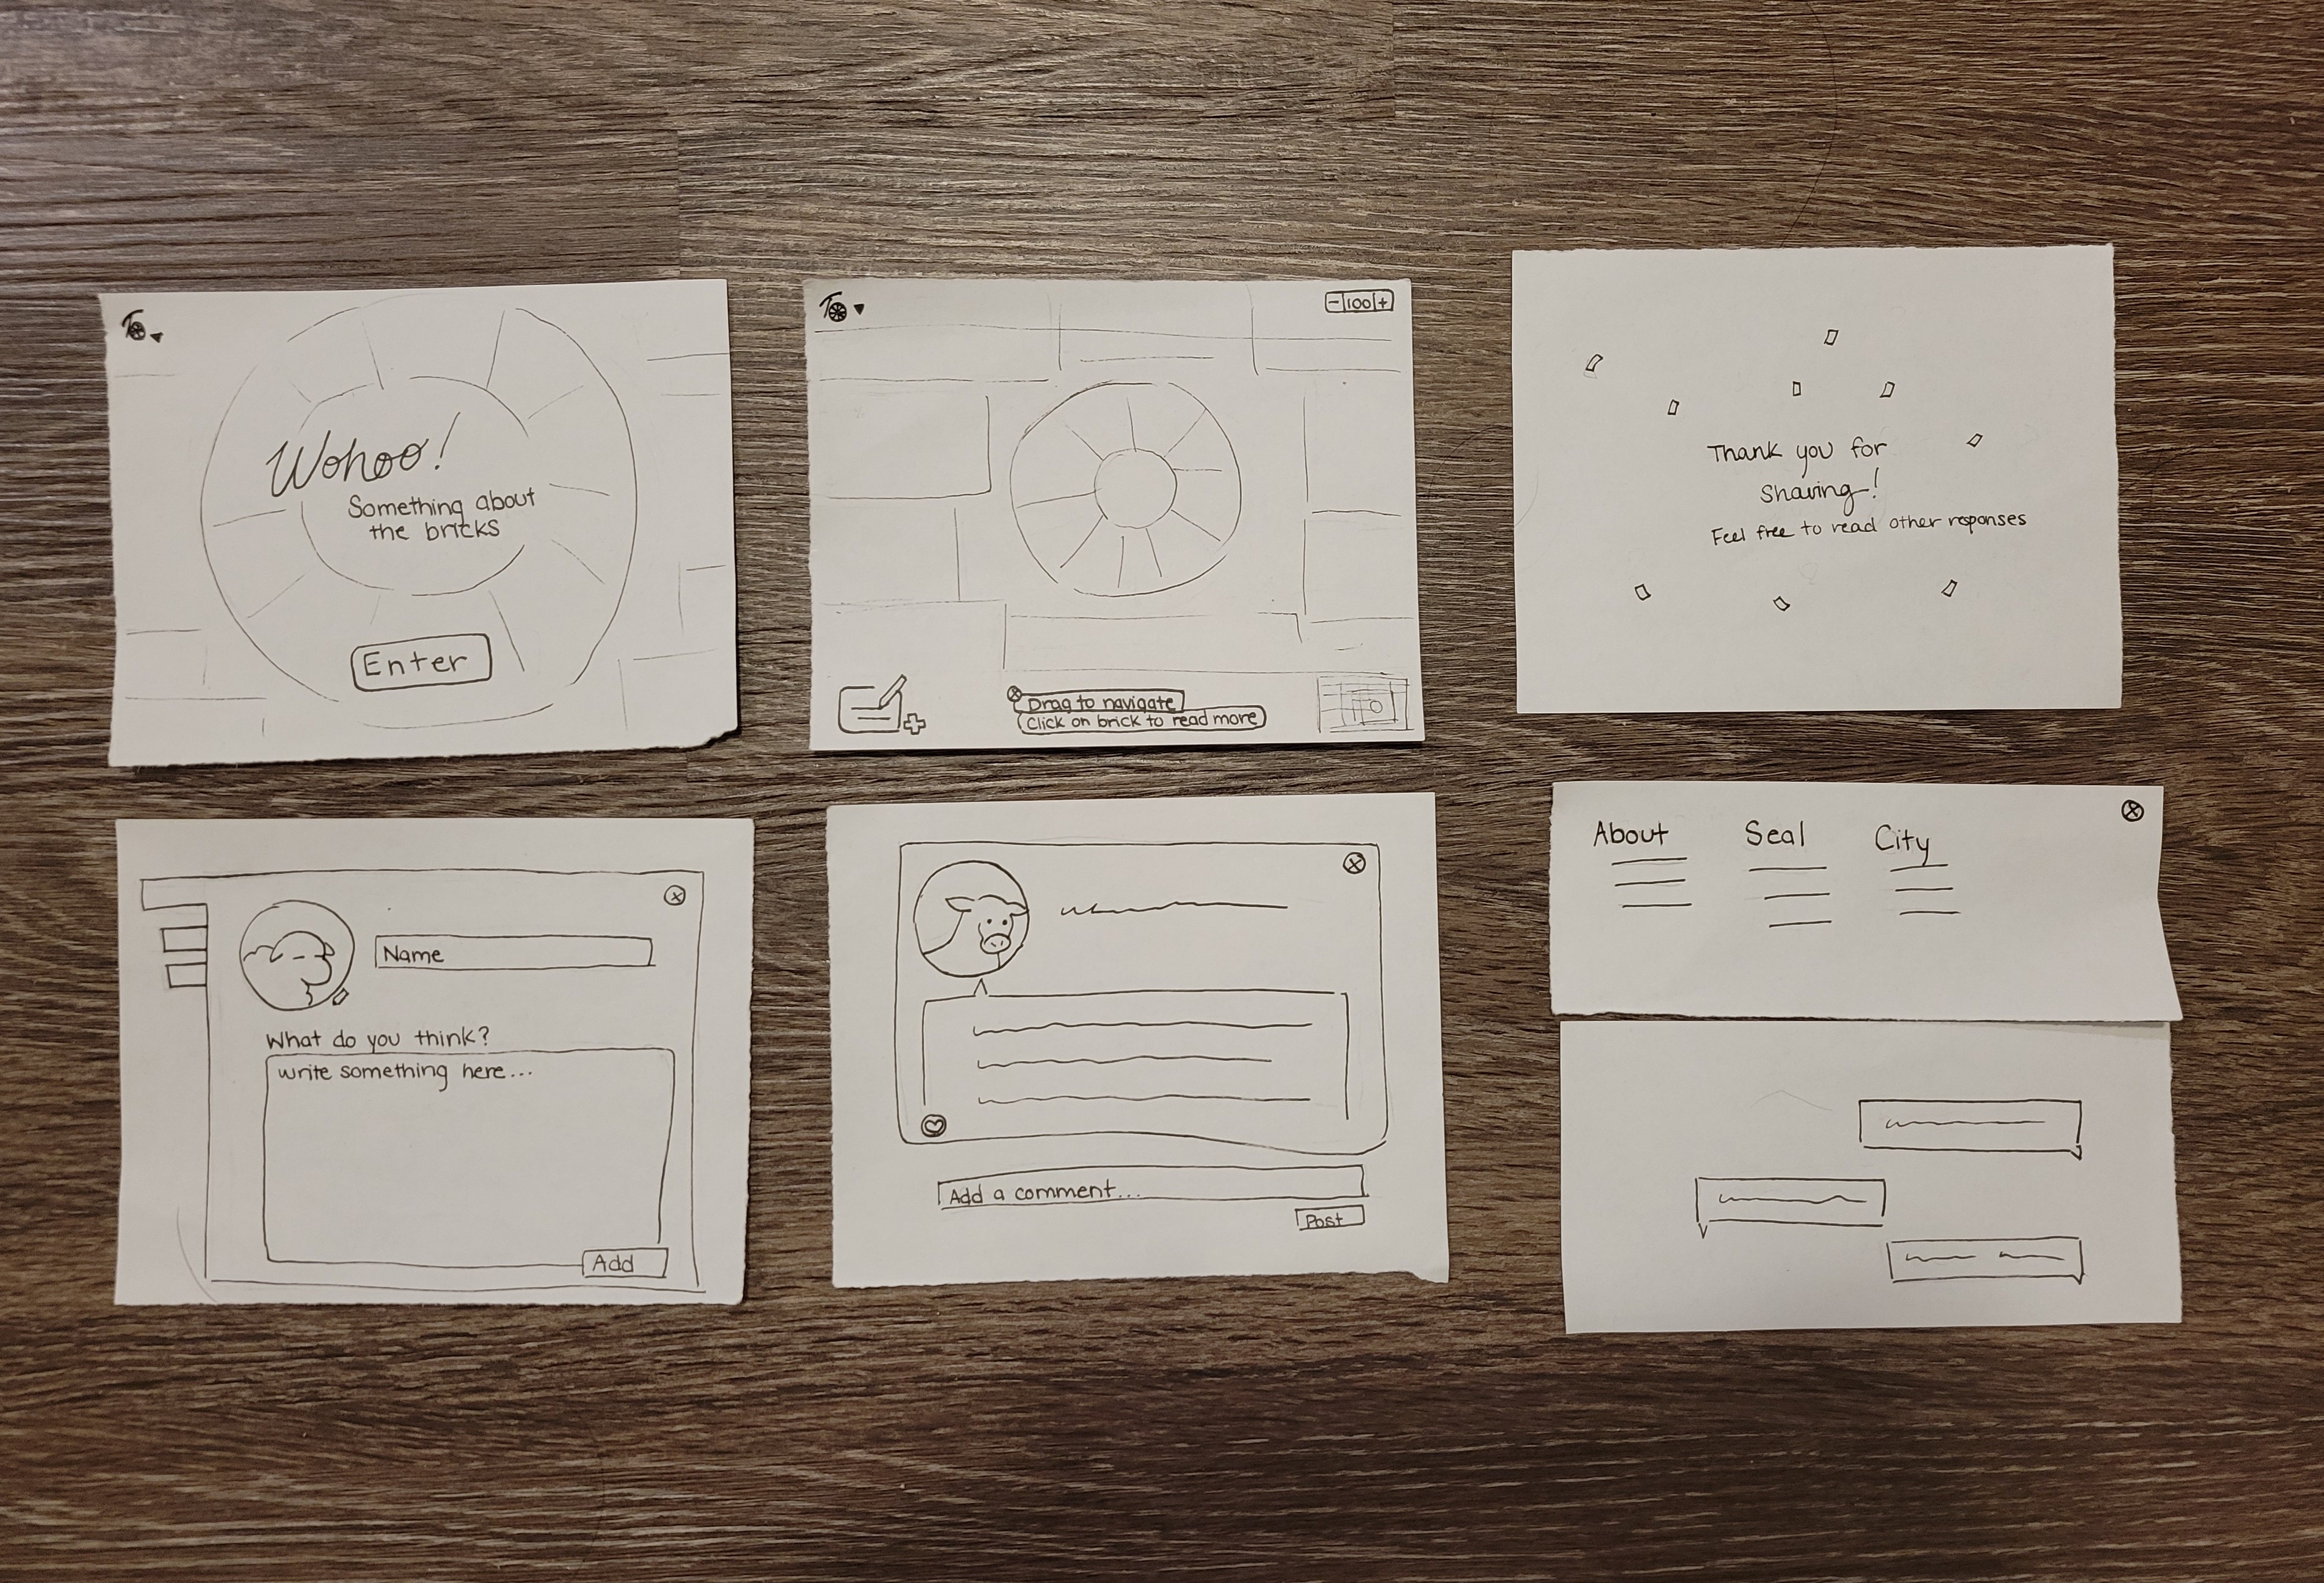 Wohoo!
Something about
the bricks
Enter
- 100 +
Drag to navigate
Click on brick to read more
Thank you for
Sharing!
Feel free to read other reponses
Name
What do you think?
write something here...
Add
Add a comment...
Post
About Seal City